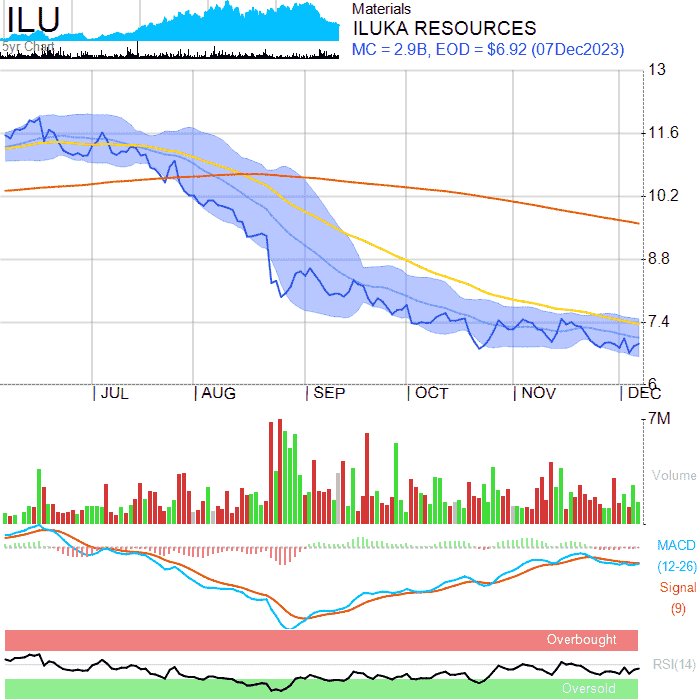 ILU
5yr Chart
Materials
ILUKA RESOURCES
MC = 2.9B, EOD = $6.92 (07Dec2023)
13
11.6
10.2
8.8
7.4
6
JUL AUG SEP OCT NOV DEC
7M
Volume
MACD
(12-26)
Signal
(9)
Overbought
RSI(14)
Oversold